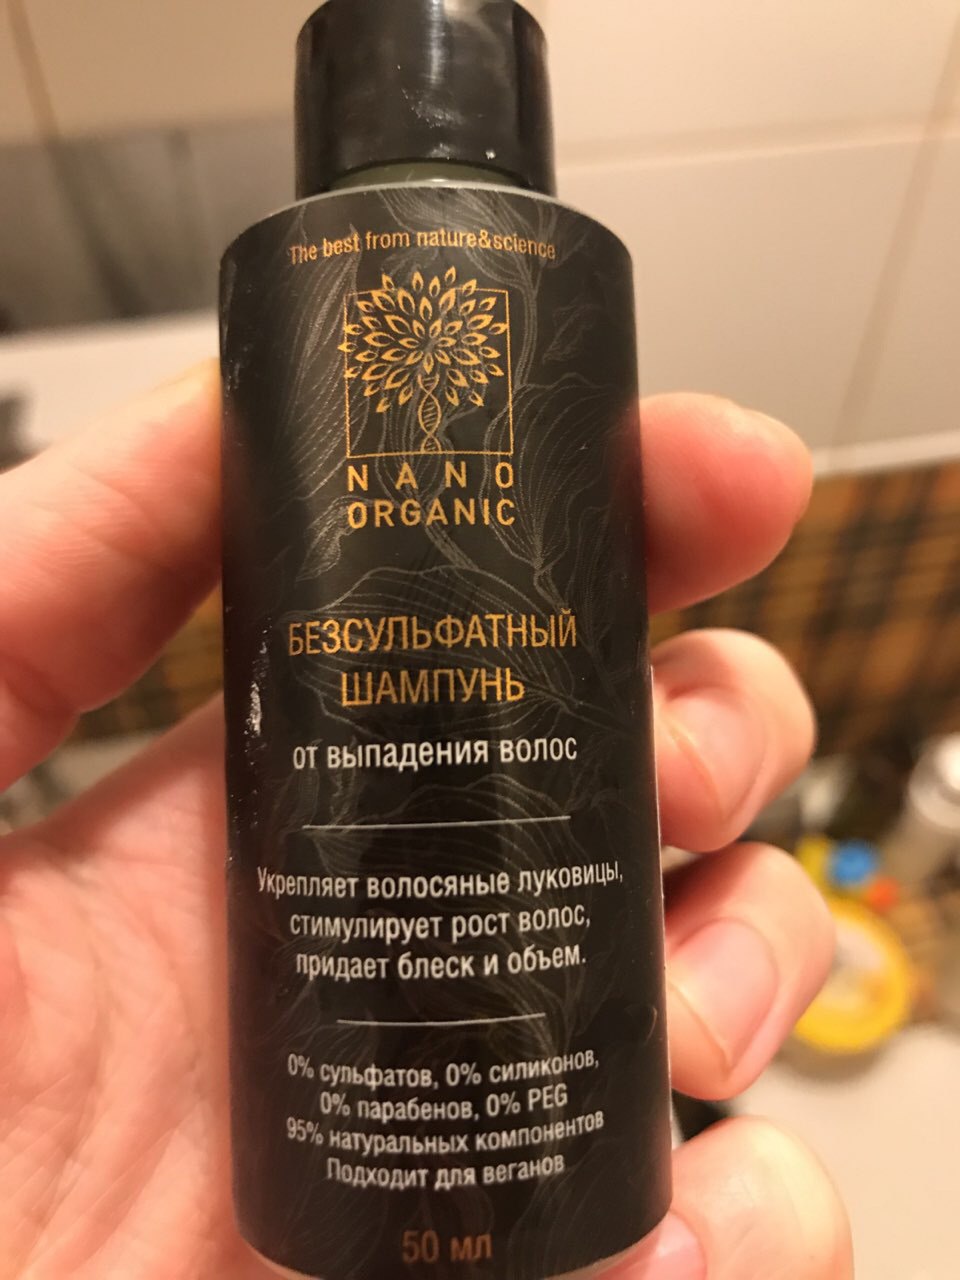 The best from nature&science
NANO
ORGANIC
БЕЗСУЛЬФАТНЫЙ
ШАМПУНЬ
от выпадения волос
Укрепляет волосяные луковицы,
стимулирует рост волос,
придает блеск и объем.
0% сульфатов, 0% силиконов,
0% парабенов, 0% PEG
95% натуральных компонентов
Подходит для веганов
50 мл